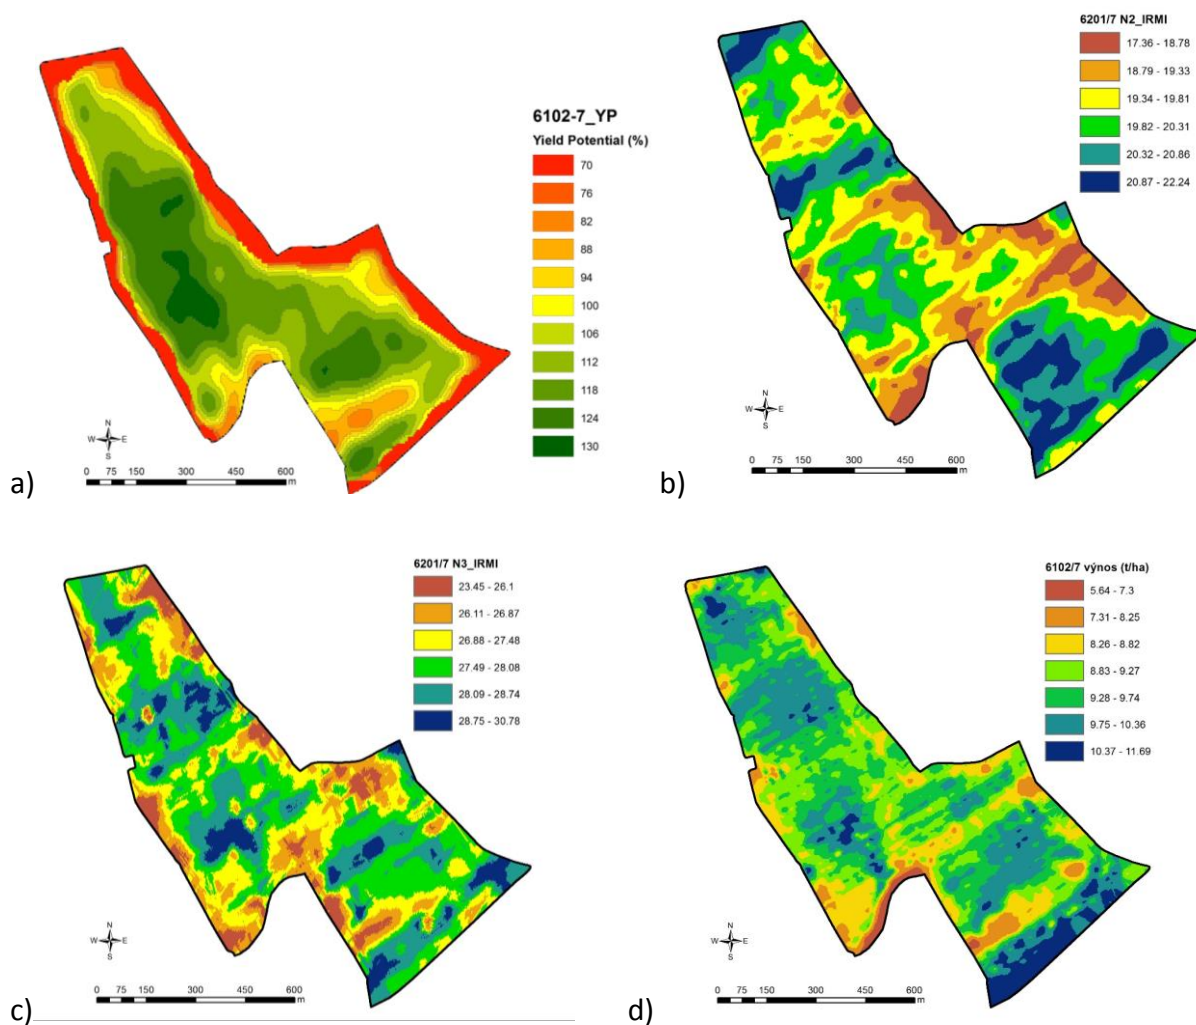 6102-7_YP
Yield Potential (%)
70
76
82
88
94
100
106
112
118
124
130
N
W E
S
0 75 150 300 450 600
m
a)
6201/7 N2_IRMI
17.36 - 18.78
18.79 - 19.33
19.34 - 19.81
19.82 - 20.31
20.32 - 20.86
20.87 - 22.24
N
W E
S
0 75 150 300 450 600
m
b)
6201/7 N3_IRMI
23.45 - 26.1
26.11 - 26.87
26.88 - 27.48
27.49 - 28.08
28.09 - 28.74
28.75 - 30.78
N
W E
S
0 75 150 300 450 600
m
c)
6102/7 výnos (t/ha)
5.64 - 7.3
7.31 - 8.25
8.26 - 8.82
8.83 - 9.27
9.28 - 9.74
9.75 - 10.36
10.37 - 11.69
N
W E
S
0 75 150 300 450 600
m
d)